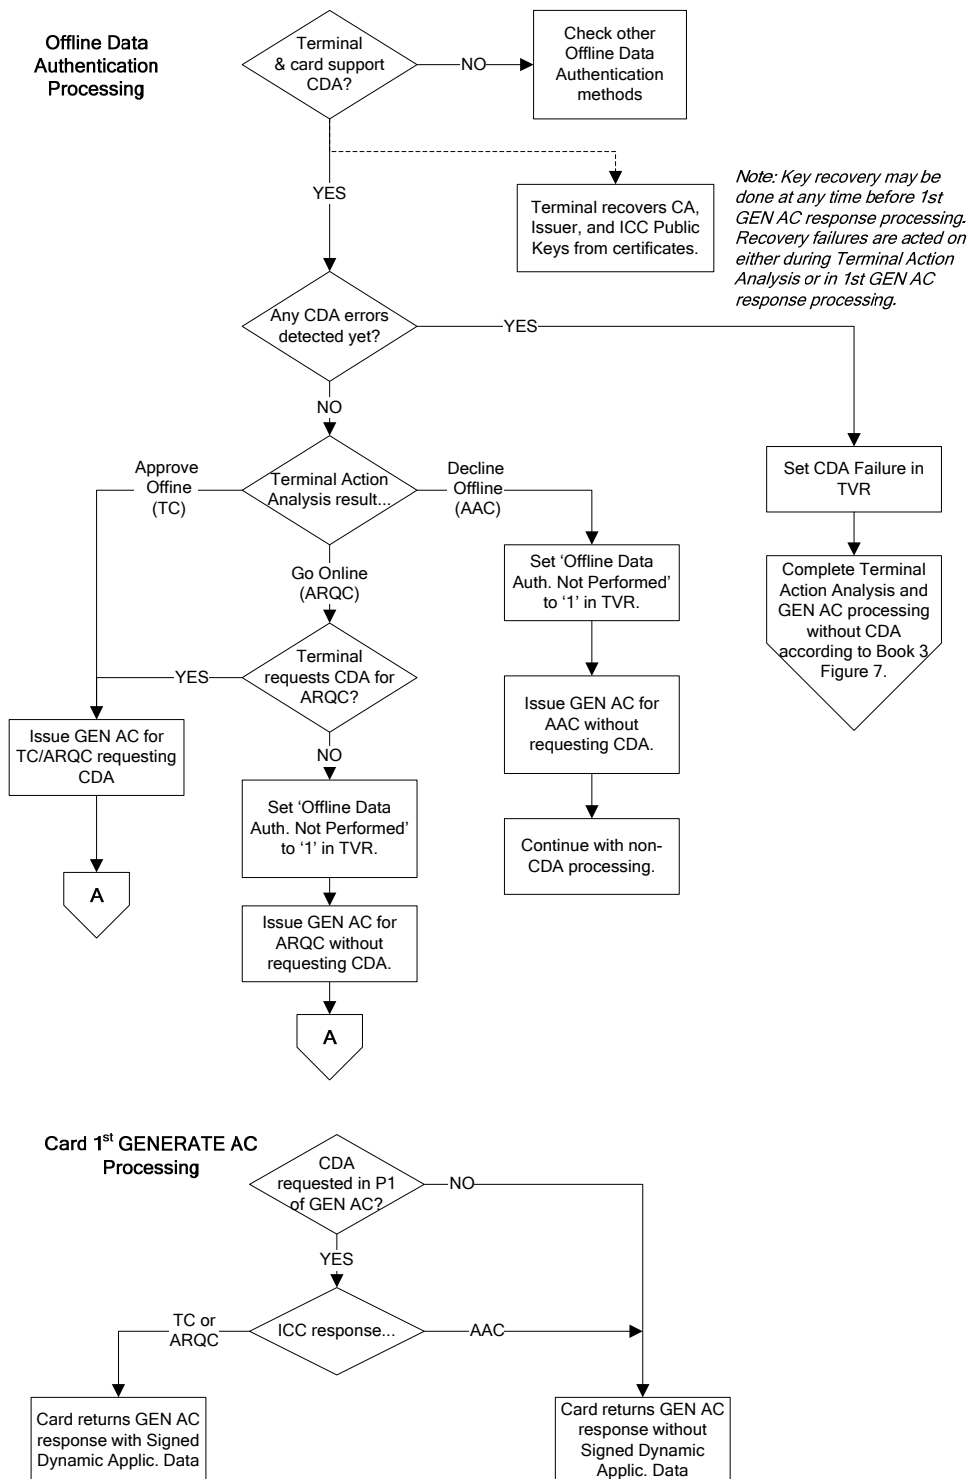 Offline Data
Authentication
Processing
Terminal
& card support
CDA?
NO
Check other
Offline Data
Authentication
methods
YES
Terminal recovers CA,
Issuer, and ICC Public
Keys from certificates.
Note: Key recovery may be
done at any time before 1st
GEN AC response processing.
Recovery failures are acted on
either during Terminal Action
Analysis or in 1st GEN AC
response processing.
Any CDA errors
detected yet?
YES
NO
Set CDA Failure in
TVR
Complete Terminal
Action Analysis and
GEN AC processing
without CDA
according to Book 3
Figure 7.
Terminal Action
Analysis result...
Approve
Offine
(TC)
Decline
Offline
(AAC)
Go Online
(ARQC)
Set ‘Offline Data
Auth. Not Performed’
to ‘1’ in TVR.
Issue GEN AC for
AAC without
requesting CDA.
Continue with non-
CDA processing.
Terminal
requests CDA for
ARQC?
YES
NO
Issue GEN AC for
TC/ARQC requesting
CDA
A
Set ‘Offline Data
Auth. Not Performed’
to ‘1’ in TVR.
Issue GEN AC for
ARQC without
requesting CDA.
A
Card 1st GENERATE AC
Processing
CDA
requested in P1
of GEN AC?
NO
YES
ICC response...
TC or
ARQC
AAC
Card returns GEN AC
response with Signed
Dynamic Applic. Data
Card returns GEN AC
response without
Signed Dynamic
Applic. Data